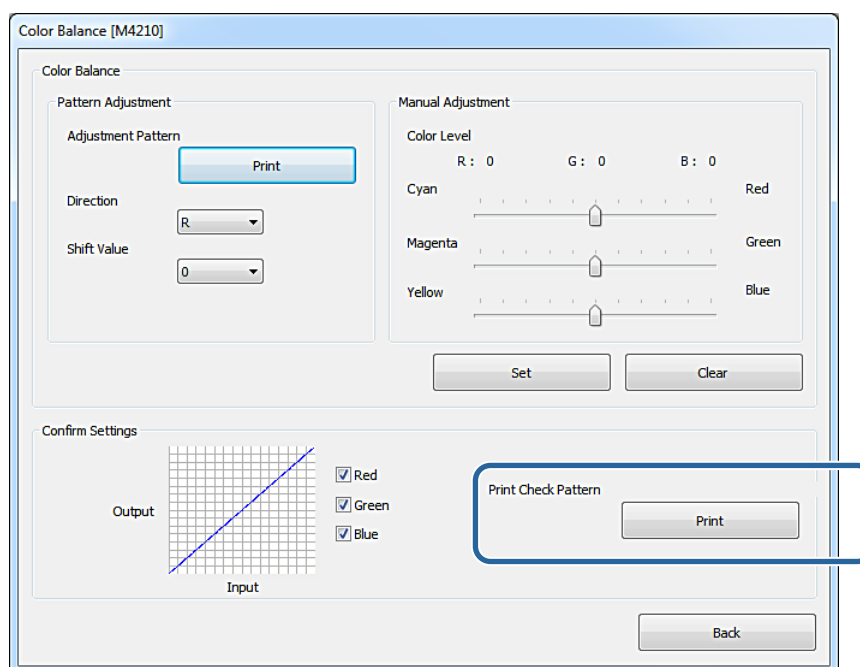 Color Balance [M4210]
Color Balance
Pattern Adjustment
Adjustment Pattern
Print
Direction
R
Shift Value
0
Manual Adjustment
Color Level
R: 0 G: 0 B: 0
Cyan Red
Magenta Green
Yellow Blue
Set Clear
Confirm Settings
Output
Input
Red
Green
Blue
Print Check Pattern
Print
Back